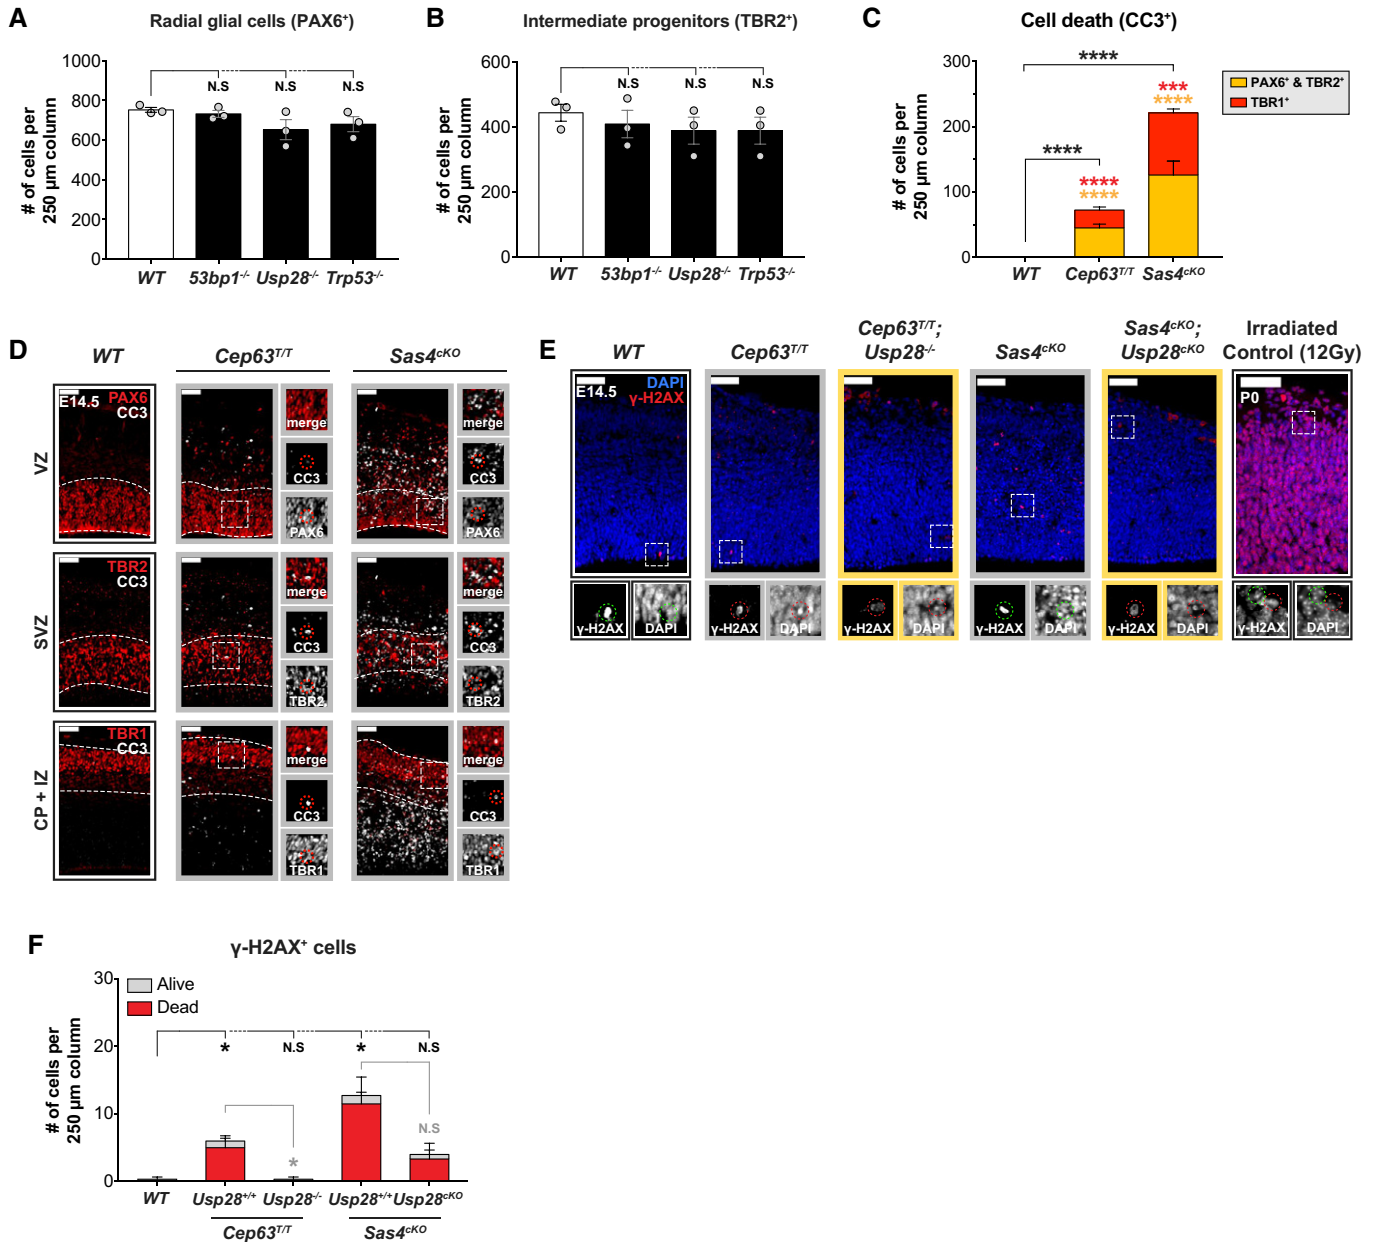 A
Radial glial cells (PAX6⁺)
# of cells per
250 µm column
1000
800
600
400
200
0
N.S
N.S
N.S
WT
53bp1⁻/⁻
Usp28⁻/⁻
Trp53⁻/⁻
B
Intermediate progenitors (TBR2⁺)
# of cells per
250 µm column
600
400
200
0
N.S
N.S
N.S
WT
53bp1⁻/⁻
Usp28⁻/⁻
Trp53⁻/⁻
C
Cell death (CC3⁺)
# of cells per
250 µm column
300
200
100
0
****
****
****
****
***
****
PAX6⁺ & TBR2⁺
TBR1⁺
WT
Cep63ᵀ/ᵀ
Sas4ᶜᴷᴼ
D
WT
Cep63ᵀ/ᵀ
Sas4ᶜᴷᴼ
VZ
E14.5
PAX6
CC3
merge
CC3
PAX6
merge
CC3
PAX6
SVZ
TBR2
CC3
merge
CC3
TBR2
merge
CC3
TBR2
CP + IZ
TBR1
CC3
merge
CC3
TBR1
merge
CC3
TBR1
E
WT
Cep63ᵀ/ᵀ
Cep63ᵀ/ᵀ;
Usp28⁻/⁻
Sas4ᶜᴷᴼ
Sas4ᶜᴷᴼ;
Usp28ᶜᴷᴼ
Irradiated
Control (12Gy)
E14.5
DAPI
γ-H2AX
P0
γ-H2AX
DAPI
γ-H2AX
DAPI
γ-H2AX
DAPI
γ-H2AX
DAPI
γ-H2AX
DAPI
γ-H2AX
DAPI
F
γ-H2AX⁺ cells
# of cells per
250 µm column
30
20
10
0
Alive
Dead
*
N.S
*
N.S
*
N.S
WT
Usp28⁺/⁺
Usp28⁻/⁻
Usp28⁺/⁺
Usp28ᶜᴷᴼ
Cep63ᵀ/ᵀ
Sas4ᶜᴷᴼ